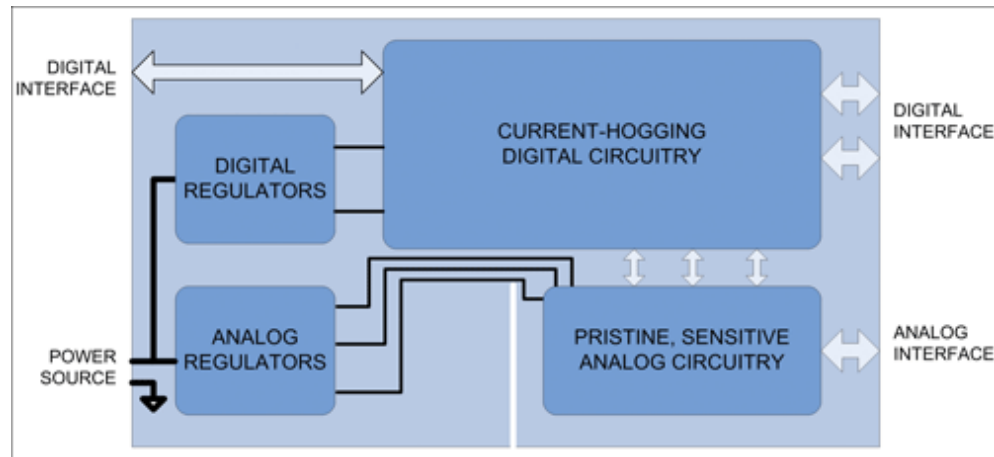 DIGITAL
INTERFACE
CURRENT-HOGGING
DIGITAL CIRCUITRY
DIGITAL
INTERFACE
DIGITAL
REGULATORS
ANALOG
REGULATORS
PRISTINE, SENSITIVE
ANALOG CIRCUITRY
ANALOG
INTERFACE
POWER
SOURCE